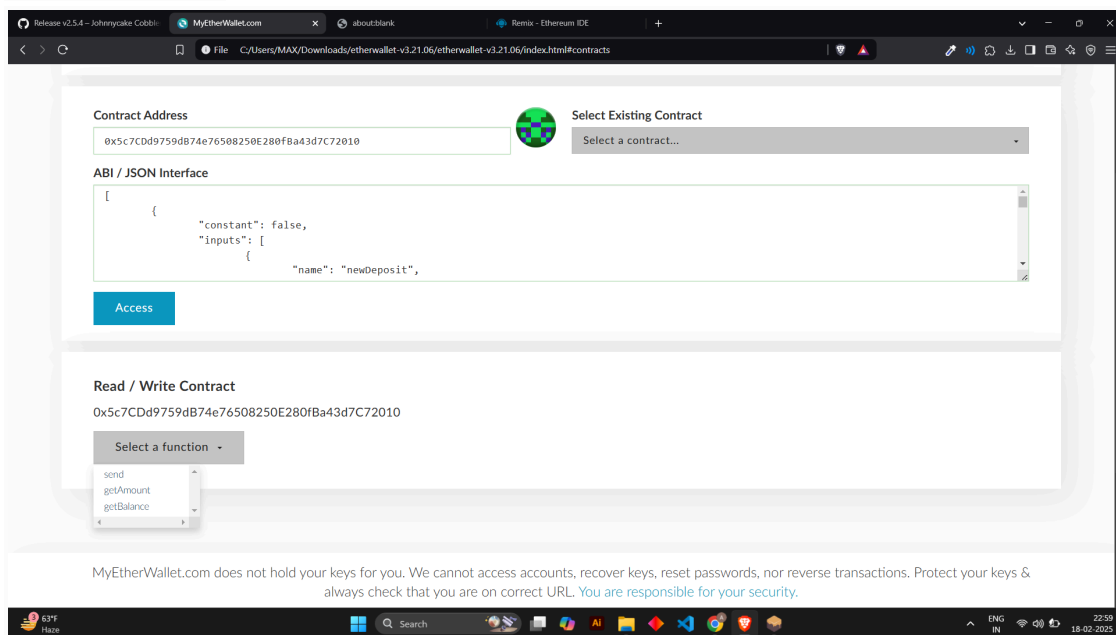 Release v2.5.4 – Johnnycake Cobble
MyEtherWallet.com
about:blank
Remix - Ethereum IDE
File C:/Users/MAX/Downloads/etherwallet-v3.21.06/etherwallet-v3.21.06/index.html#contracts
Contract Address
Select Existing Contract
0x5c7CDd9759dB74e76508250E280fBa43d7C72010
Select a contract...
ABI / JSON Interface
[
{
"constant": false,
"inputs": [
{
"name": "newDeposit",
Access
Read / Write Contract
0x5c7CDd9759dB74e76508250E280fBa43d7C72010
Select a function
send
getAmount
getBalance
MyEtherWallet.com does not hold your keys for you. We cannot access accounts, recover keys, reset passwords, nor reverse transactions. Protect your keys &
always check that you are on correct URL. You are responsible for your security.
3
63°F
Haze
Search
Ai
ENG
IN
22:59
18-02-2025